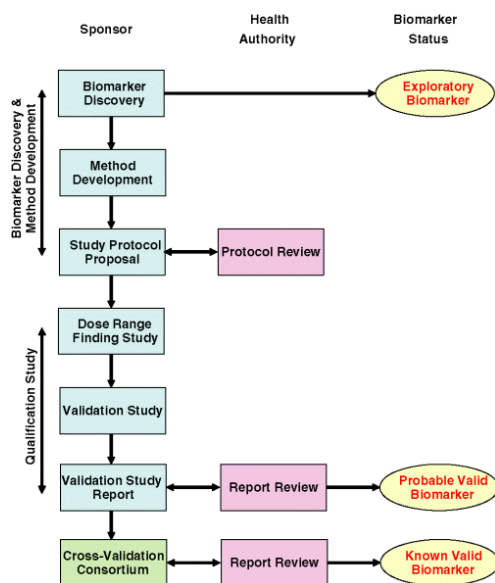 Sponsor
Health
Authority
Biomarker
Status
Biomarker Discovery &
Method Development
Biomarker
Discovery
Exploratory
Biomarker
Method
Development
Study Protocol
Proposal
Protocol Review
Qualification Study
Dose Range
Finding Study
Validation Study
Validation Study
Report
Report Review
Probable Valid
Biomarker
Cross-Validation
Consortium
Report Review
Known Valid
Biomarker